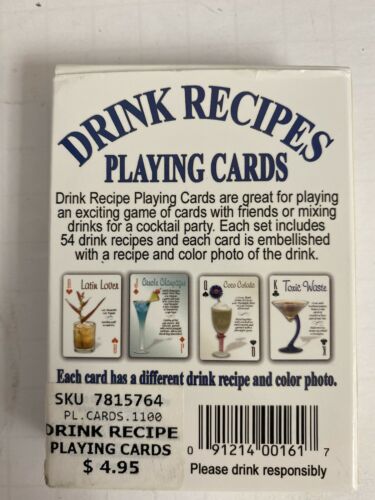 DRINK RECIPES
PLAYING CARDS
Drink Recipe Playing Cards are great for playing
an exciting game of cards with friends or mixing
drinks for a cocktail party. Each set includes
54 drink recipes and each card is embellished
with a recipe and color photo of the drink.
Latin Lover
Coco Colada
K
Toxic Waste
Each card has a different drink recipe and color photo.
SKU 7815764
PL.CARDS.1100
DRINK RECIPE
PLAYING CARDS
$ 4.95
0 91214 00161 7
Please drink responsibly